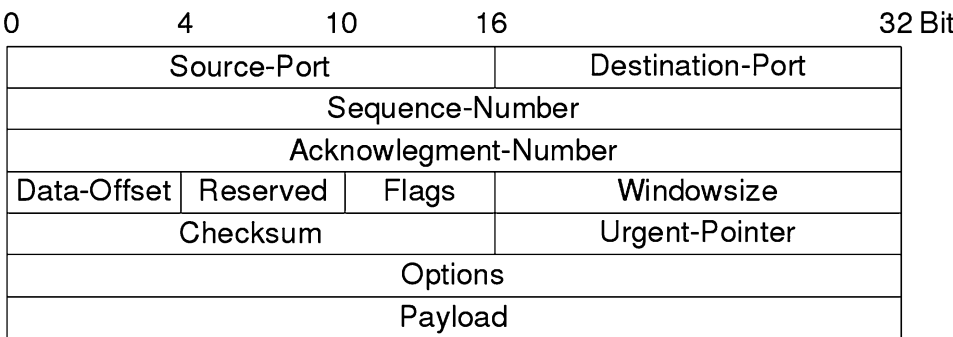 0 4 10 16 32 Bit
Source-Port Destination-Port
Sequence-Number
Acknowlegment-Number
Data-Offset Reserved Flags Windowsize
Checksum Urgent-Pointer
Options
Payload